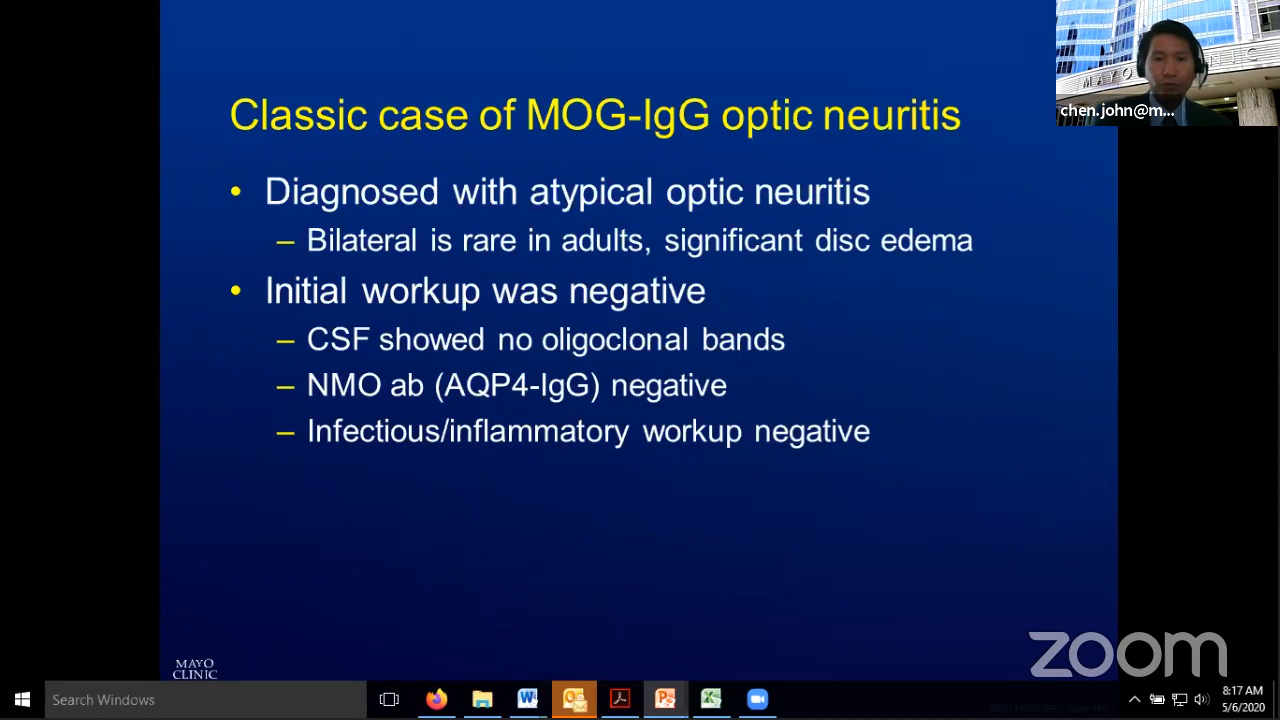 Classic case of MOG-IgG optic neuritis
• Diagnosed with atypical optic neuritis
– Bilateral is rare in adults, significant disc edema
• Initial workup was negative
– CSF showed no oligoclonal bands
– NMO ab (AQP4-IgG) negative
– Infectious/inflammatory workup negative
MAYO
CLINIC
MAYO
chen.john@m...
zoom
Search Windows
8:17 AM
5/6/2020